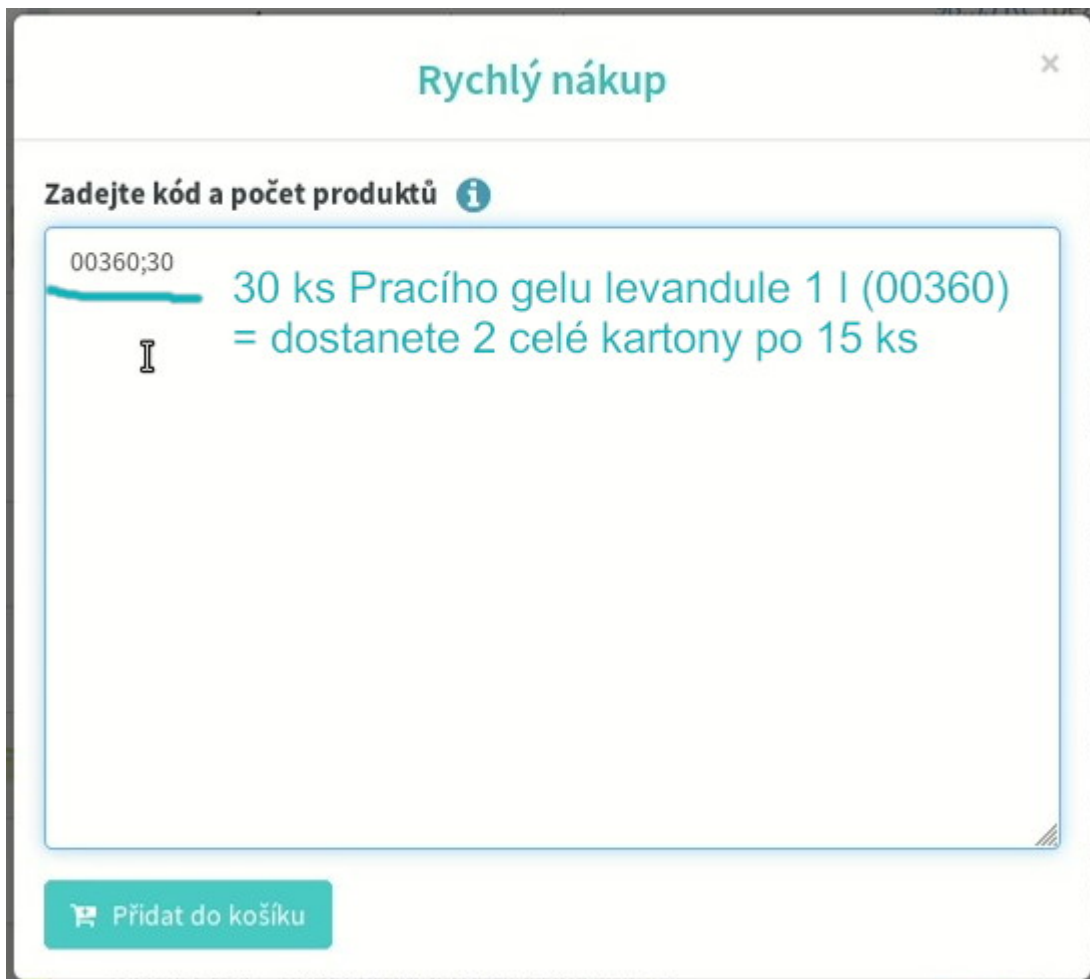 Rychlý nákup
×
Zadejte kód a počet produktů
00360;30
30 ks Pracího gelu levandule 1 l (00360)
= dostanete 2 celé kartony po 15 ks
Přidat do košíku